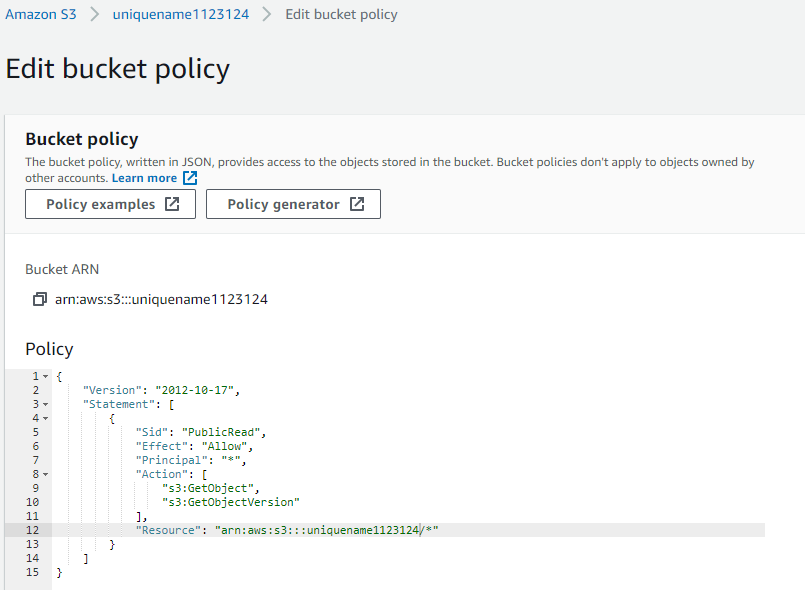 Amazon S3 > uniquename1123124 > Edit bucket policy
Edit bucket policy
Bucket policy
The bucket policy, written in JSON, provides access to the objects stored in the bucket. Bucket policies don't apply to objects owned by
other accounts. Learn more
Policy examples Policy generator
Bucket ARN
arn:aws:s3:::uniquename1123124
Policy
1 {
2 "Version": "2012-10-17",
3 "Statement": [
4 {
5 "Sid": "PublicRead",
6 "Effect": "Allow",
7 "Principal": "*",
8 "Action": [
9 "s3:GetObject",
10 "s3:GetObjectVersion"
11 ],
12 "Resource": "arn:aws:s3:::uniquename1123124/*"
13 }
14 ]
15 }